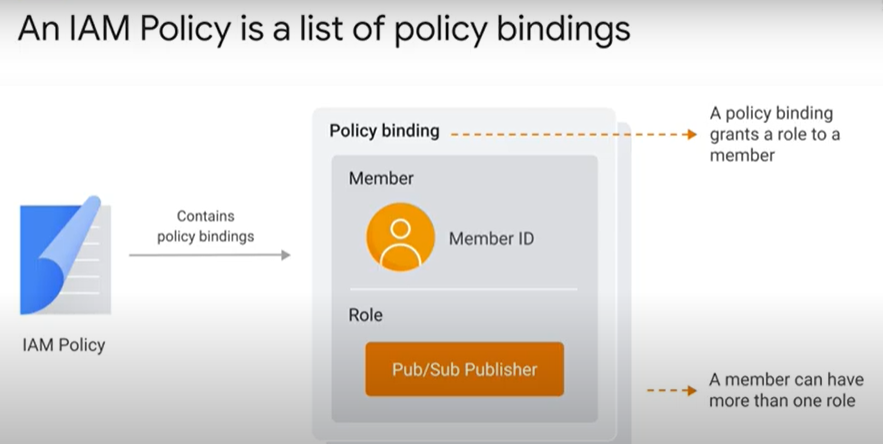 An IAM Policy is a list of policy bindings
Policy binding
A policy binding
grants a role to a
member
Member
Contains
policy bindings
Member ID
Role
IAM Policy
Pub/Sub Publisher
A member can have
more than one role